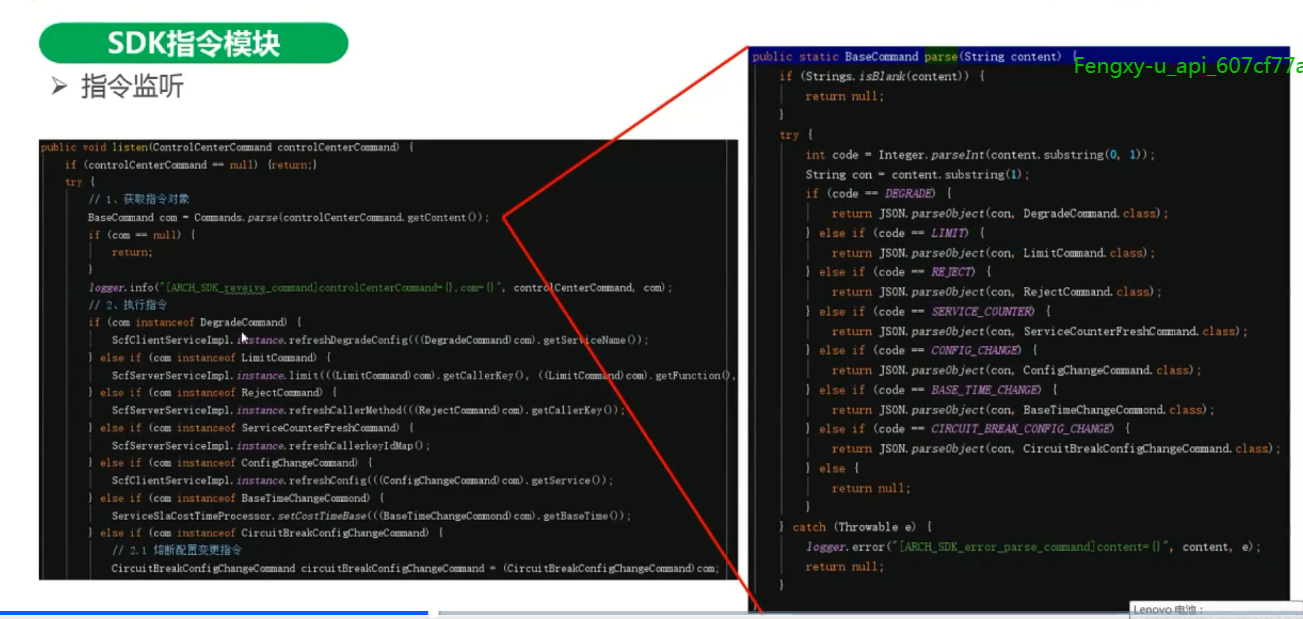 SDK指令模块
➢ 指令监听
public void listen(ControlCenterCommand controlCenterCommand) {
if (controlCenterCommand == null) {return;}
try {
// 1、获取指令对象
BaseCommand com = Commands.parse(controlCenterCommand.getContent());
if (com == null) {
return;
}
logger.info("[ARCH_SDK_reveive_command]controlCenterCommand={},com={}", controlCenterCommand, com);
// 2、执行指令
if (com instanceof DegradeCommand) {
ScfClientServiceImpl.instance.refreshDegradeConfig(((DegradeCommand)com).getServiceName());
} else if (com instanceof LimitCommand) {
ScfServerServiceImpl.instance.limit(((LimitCommand)com).getCallerKey(), ((LimitCommand)com).getFunction(),
} else if (com instanceof RejectCommand) {
ScfServerServiceImpl.instance.refreshCallerMethod(((RejectCommand)com).getCallerKey());
} else if (com instanceof ServiceCounterFreshCommand) {
ScfServerServiceImpl.instance.refreshCallerkeyIdMap();
} else if (com instanceof ConfigChangeCommand) {
ScfClientServiceImpl.instance.refreshConfig(((ConfigChangeCommand)com).getService());
} else if (com instanceof BaseTimeChangeCommond) {
ServiceSlaCostTimeProcessor.setCostTimeBase(((BaseTimeChangeCommond)com).getBaseTime());
} else if (com instanceof CircuitBreakConfigChangeCommand) {
// 2.1 熔断配置变更指令
CircuitBreakConfigChangeCommand circuitBreakConfigChangeCommand = (CircuitBreakConfigChangeCommand)com;
public static BaseCommand parse(String content) {
Fengxy-u_api_607cf77a
if (Strings.isBlank(content)) {
return null;
}
try {
int code = Integer.parseInt(content.substring(0, 1));
String con = content.substring(1);
if (code == DEGRADE) {
return JSON.parseObject(con, DegradeCommand.class);
} else if (code == LIMIT) {
return JSON.parseObject(con, LimitCommand.class);
} else if (code == REJECT) {
return JSON.parseObject(con, RejectCommand.class);
} else if (code == SERVICE_COUNTER) {
return JSON.parseObject(con, ServiceCounterFreshCommand.class);
} else if (code == CONFIG_CHANGE) {
return JSON.parseObject(con, ConfigChangeCommand.class);
} else if (code == BASE_TIME_CHANGE) {
return JSON.parseObject(con, BaseTimeChangeCommond.class);
} else if (code == CIRCUIT_BREAK_CONFIG_CHANGE) {
return JSON.parseObject(con, CircuitBreakConfigChangeCommand.class);
} else {
return null;
}
} catch (Throwable e) {
logger.error("[ARCH_SDK_error_parse_command]content={}", content, e);
return null;
}
}
Lenovo 电池：